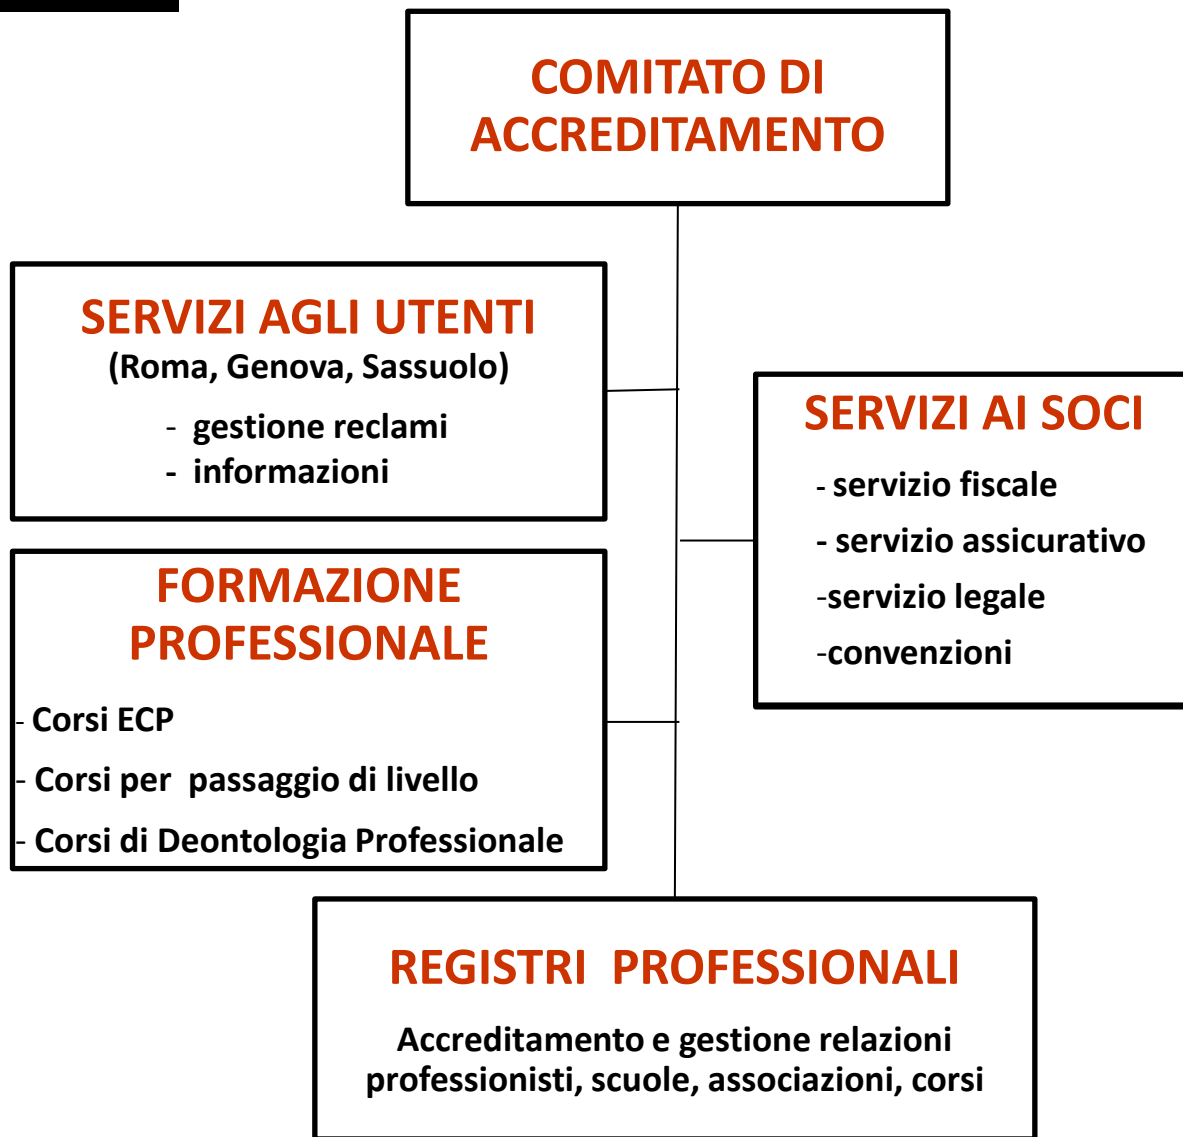 COMITATO DI
ACCREDITAMENTO
SERVIZI AGLI UTENTI
(Roma, Genova, Sassuolo)
- gestione reclami
- informazioni
SERVIZI AI SOCI
- servizio fiscale
- servizio assicurativo
-servizio legale
-convenzioni
FORMAZIONE
PROFESSIONALE
- Corsi ECP
- Corsi per passaggio di livello
- Corsi di Deontologia Professionale
REGISTRI PROFESSIONALI
Accreditamento e gestione relazioni
professionisti, scuole, associazioni, corsi